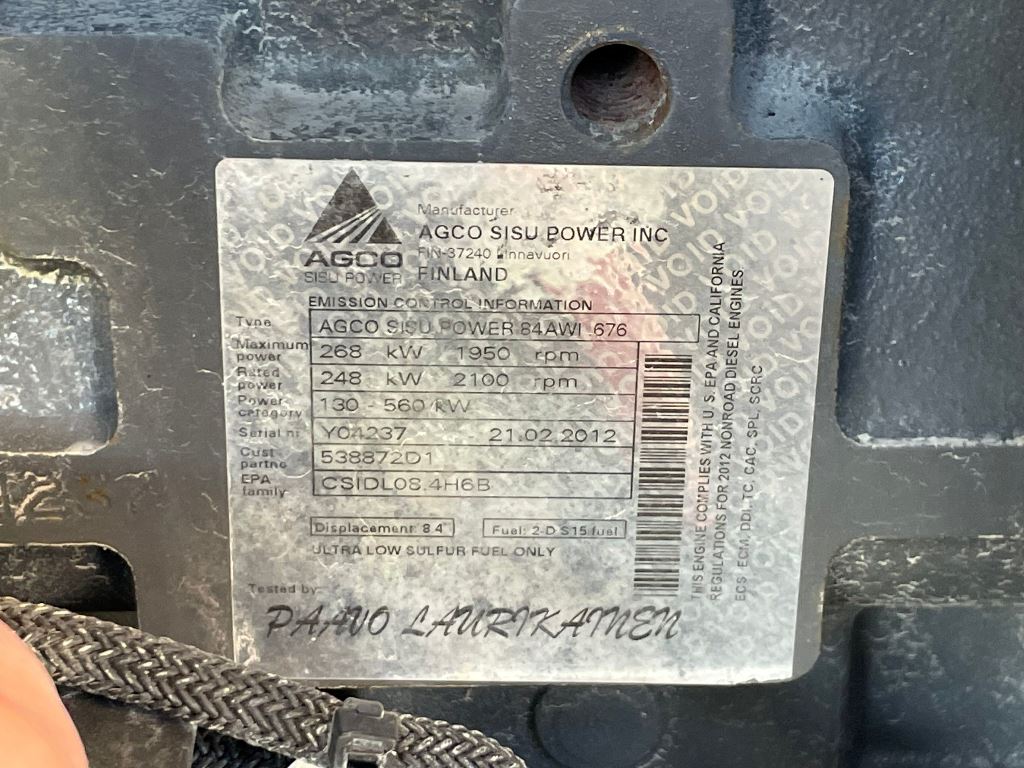 AGCO
SISU POWER
Manufacturer
AGCO SISU POWER INC
FIN-37240 Linnavuori
FINLAND
EMISSION CONTROL INFORMATION
Type AGCO SISU POWER 84AWI .676
Maximum power 268 kW 1950 rpm
Rated power 248 kW 2100 rpm
Power category 130 - 560 kW
Serial nr Y04237 21.02.2012
Cust partno 538872D1
EPA family CSIDL08.4H6B
Displacement: 8.4 Fuel: 2-D S15 fuel
ULTRA LOW SULFUR FUEL ONLY
Tested by:
PAAVO LAURIKAINEN
THIS ENGINE COMPLIES WITH U.S. EPA AND CALIFORNIA
REGULATIONS FOR 2012 NONROAD DIESEL ENGINES
ECS: ECM, DDI, TC, CAC, SPL, SCRC
VOID VOID VOID